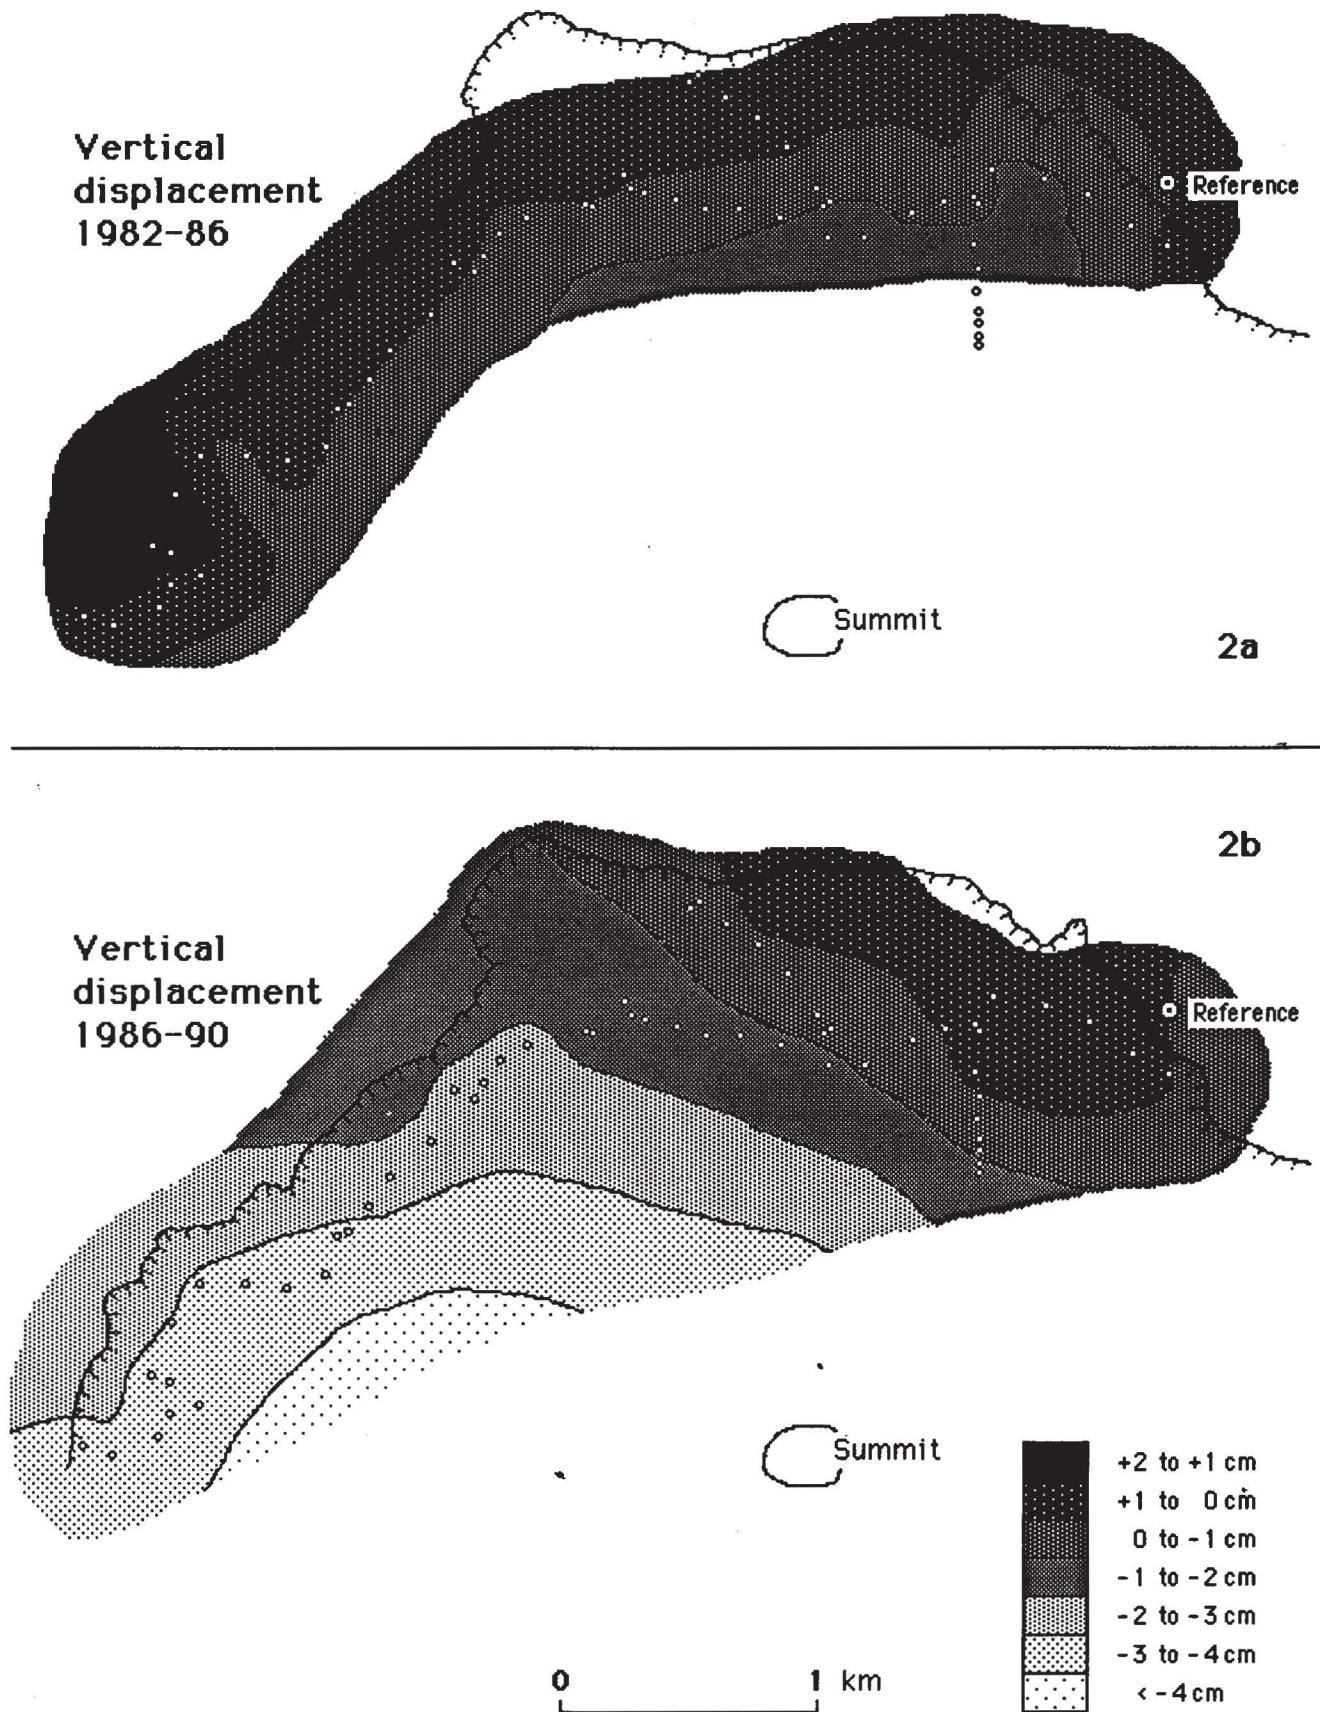 Vertical
displacement
1982-86
Reference
Summit
2a
2b
Vertical
displacement
1986-90
Reference
Summit
+2 to +1 cm
+1 to 0 cm
0 to -1 cm
-1 to -2 cm
-2 to -3 cm
-3 to -4 cm
< -4 cm
0 1 km